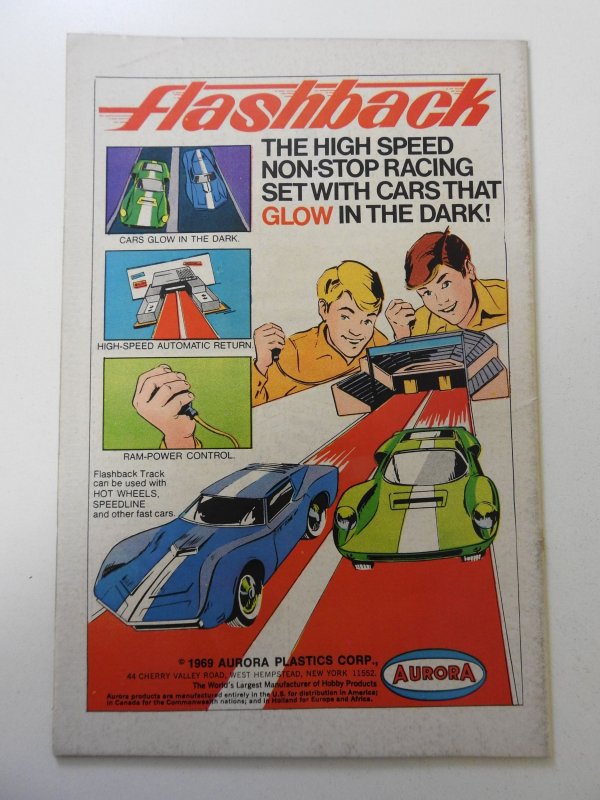 flashback
THE HIGH SPEED
NON-STOP RACING
SET WITH CARS THAT
GLOW IN THE DARK!
CARS GLOW IN THE DARK.
HIGH-SPEED AUTOMATIC RETURN
RAM-POWER CONTROL.
Flashback Track
can be used with
HOT WHEELS,
SPEEDLINE
and other fast cars.
© 1969 AURORA PLASTICS CORP.,
44 CHERRY VALLEY ROAD, WEST HEMPSTEAD, NEW YORK 11552.
The World's Largest Manufacturer of Hobby Products
Aurora products are manufactured entirely in the U.S. for distribution in America;
in Canada for the Commonwealth nations; and in Holland for Europe and Africa.
AURORA